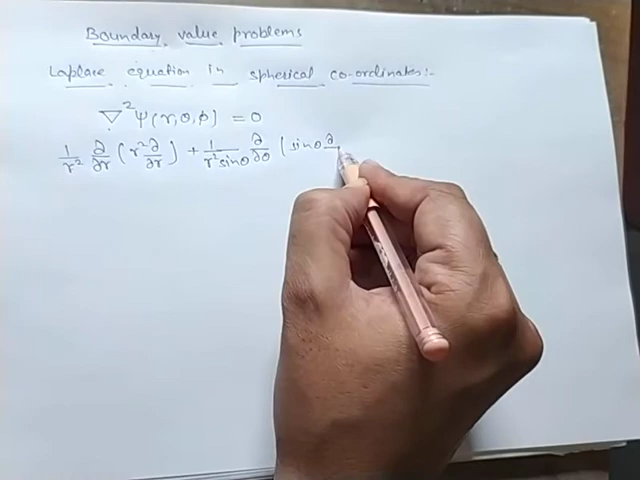 Boundary value problems
Laplace equation in spherical co-ordinates:-
∇²Ψ(r,θ,ϕ) = 0
1/r² ∂/∂r (r² ∂/∂r) + 1/r² sinθ ∂/∂θ (sinθ ∂